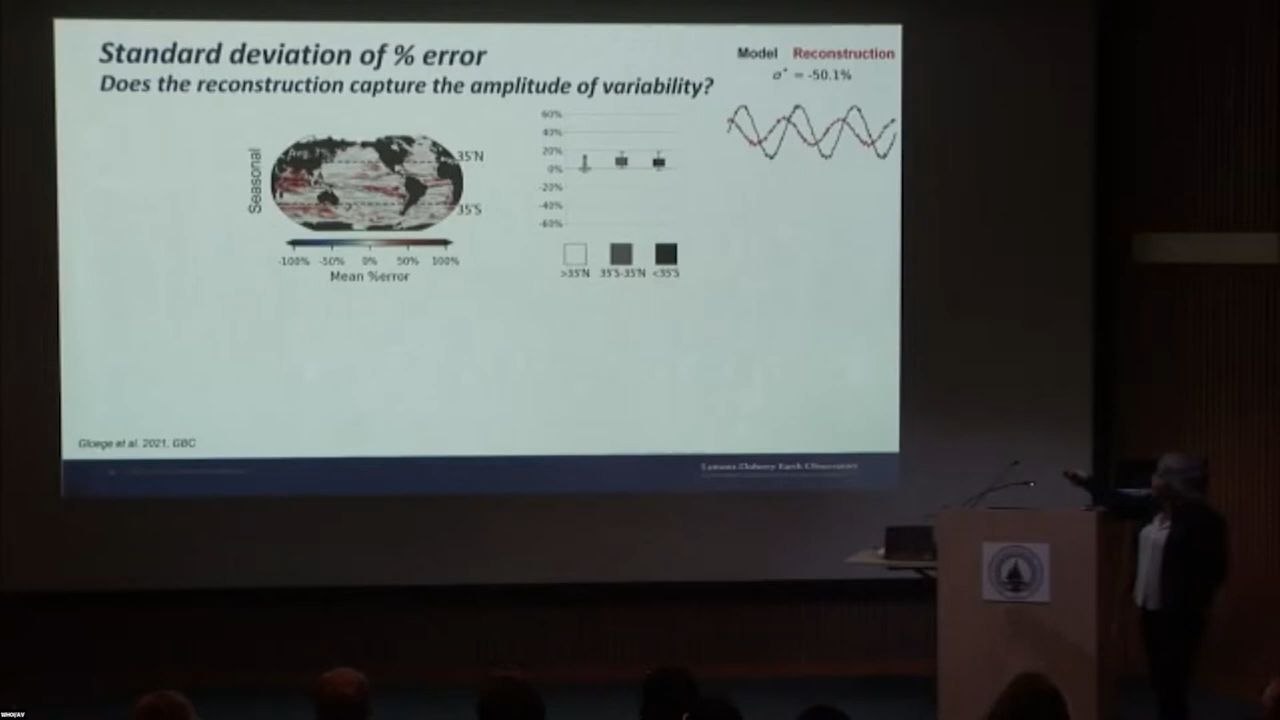 Standard deviation of % error
Does the reconstruction capture the amplitude of variability?
Model Reconstruction
σ* = -50.1%
Seasonal
35°N
35°S
-100% -50% 0% 50% 100%
Mean %error
60%
40%
20%
0%
-20%
-40%
-60%
>35°N 35°S-35°N <35°S
Gloege et al. 2021, GBC
Lamont-Doherty Earth Observatory
WHOI/AV